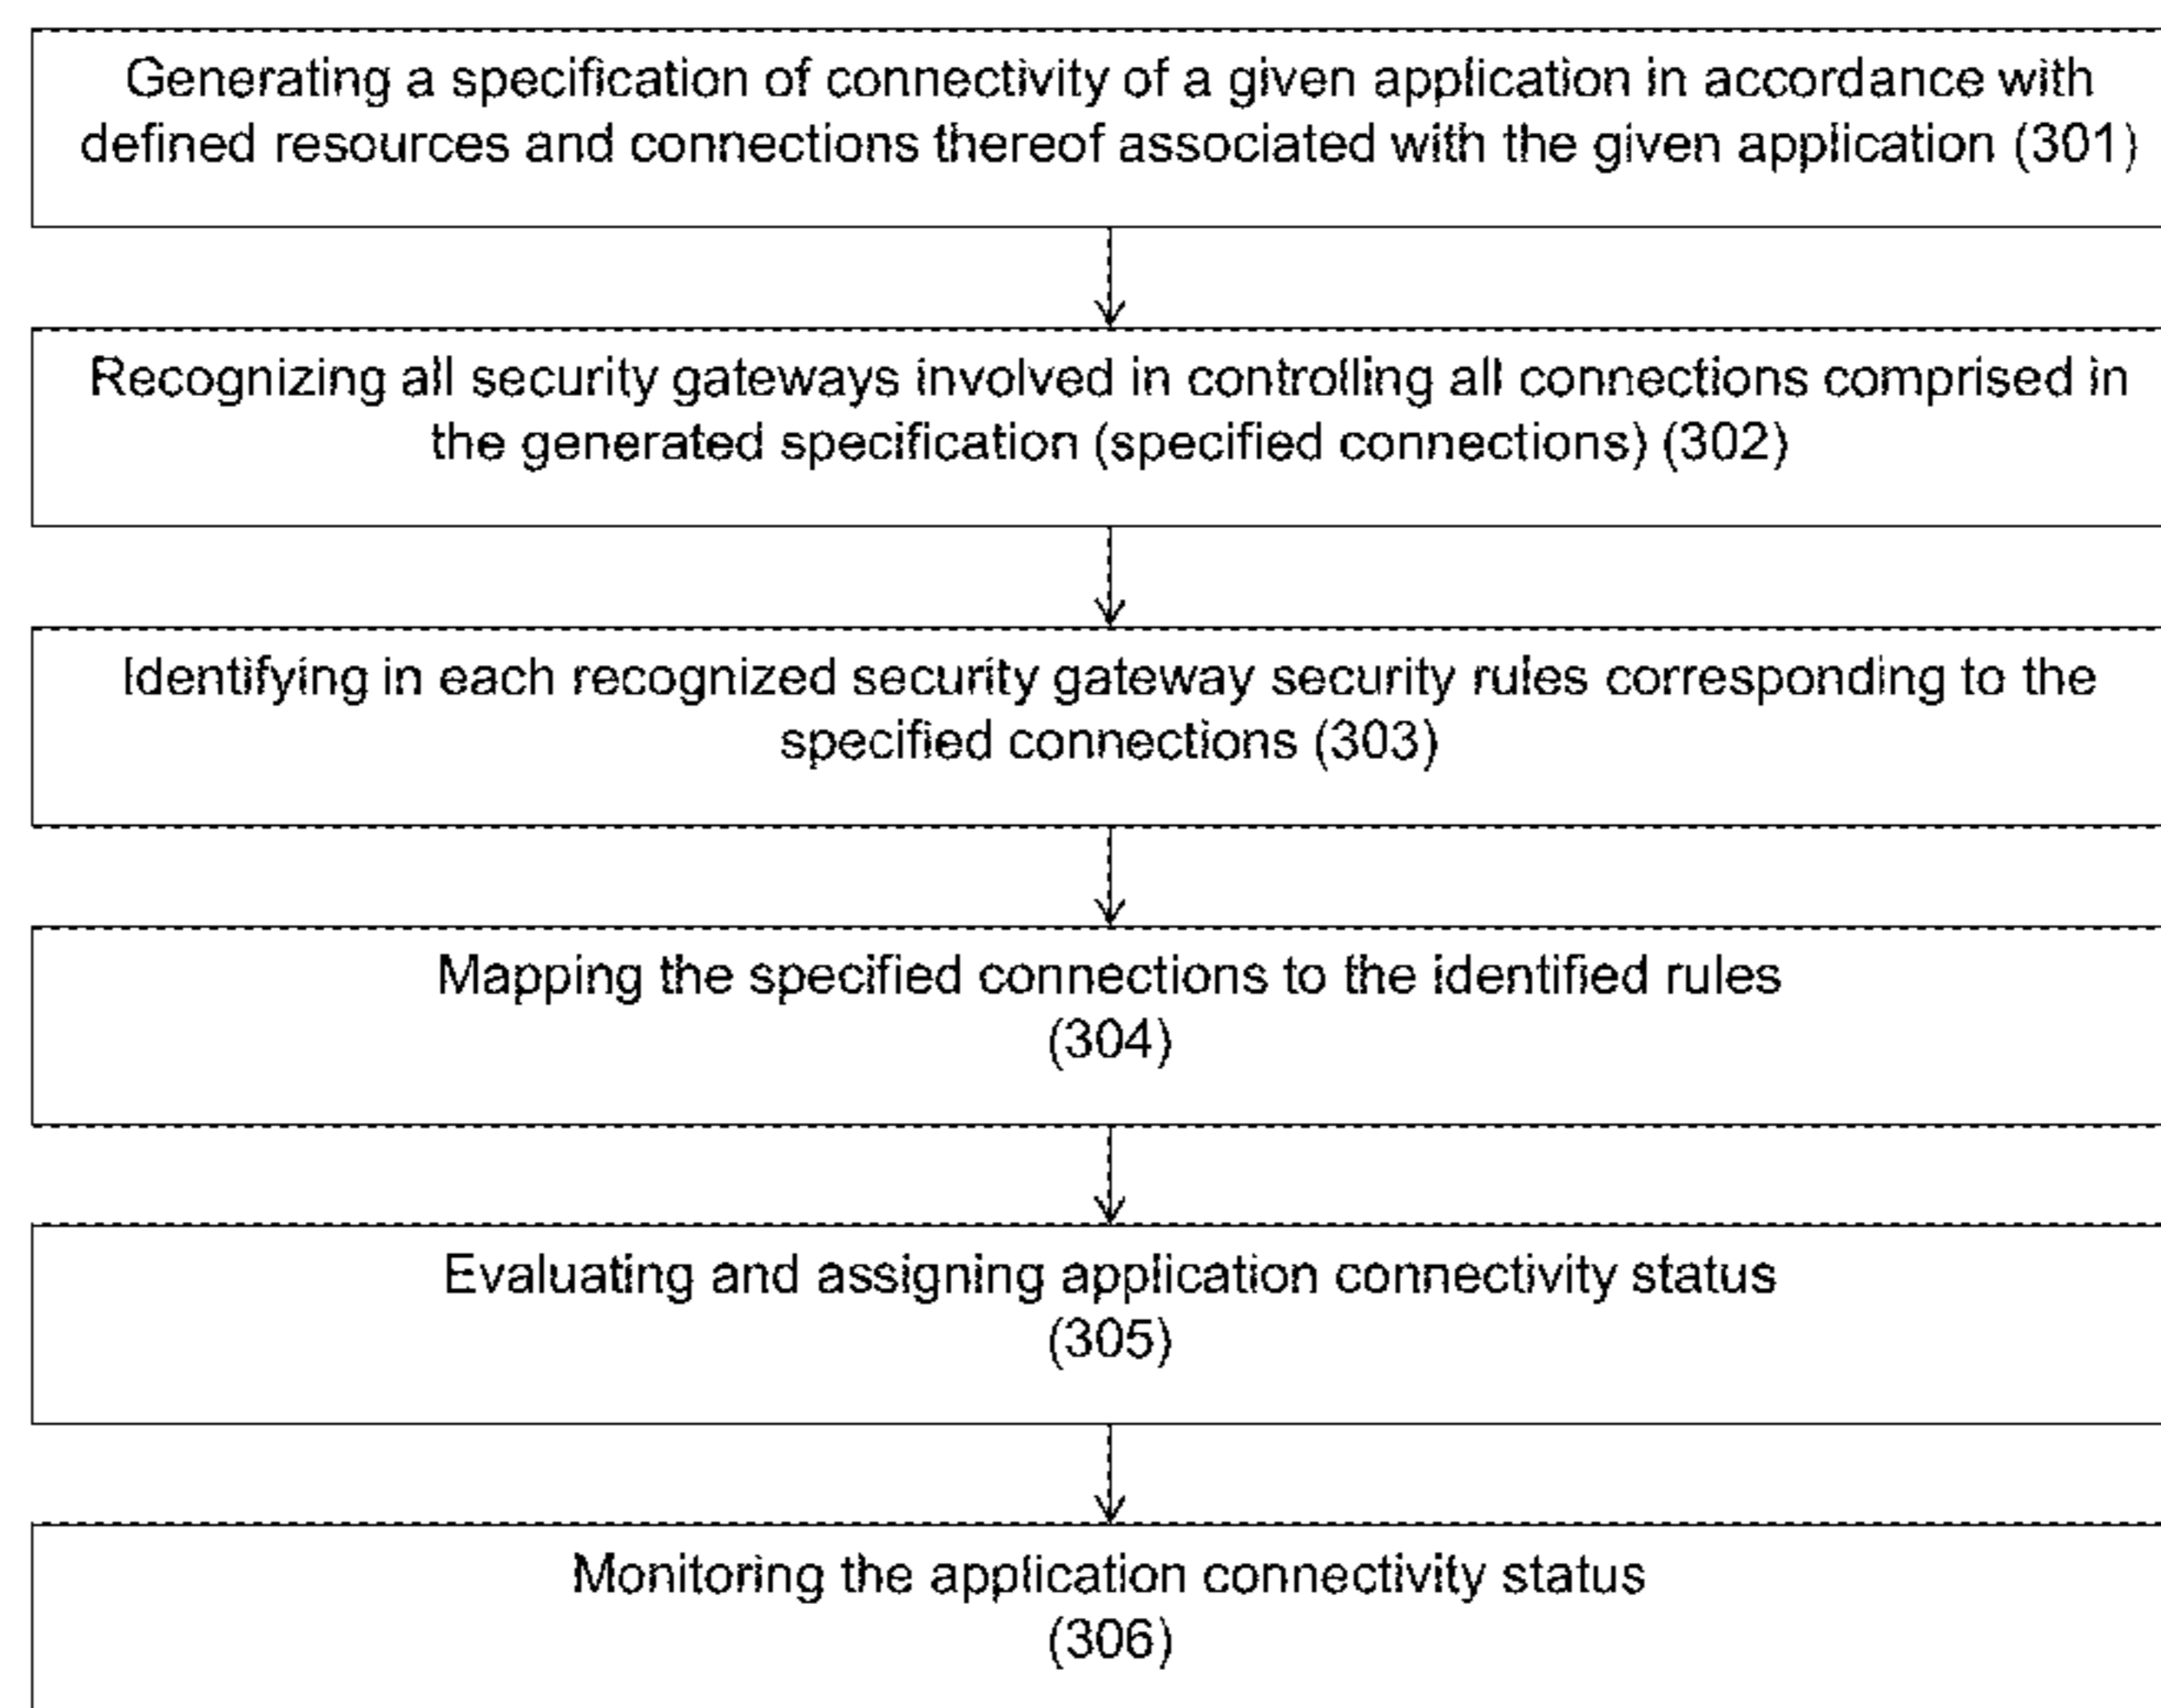 Generating a specification of connectivity of a given application in accordance with
defined resources and connections thereof associated with the given application (301)
Recognizing all security gateways involved in controlling all connections comprised in
the generated specification (specified connections) (302)
Identifying in each recognized security gateway security rules corresponding to the
specified connections (303)
Mapping the specified connections to the identified rules
(304)
Evaluating and assigning application connectivity status
(305)
Monitoring the application connectivity status
(306)